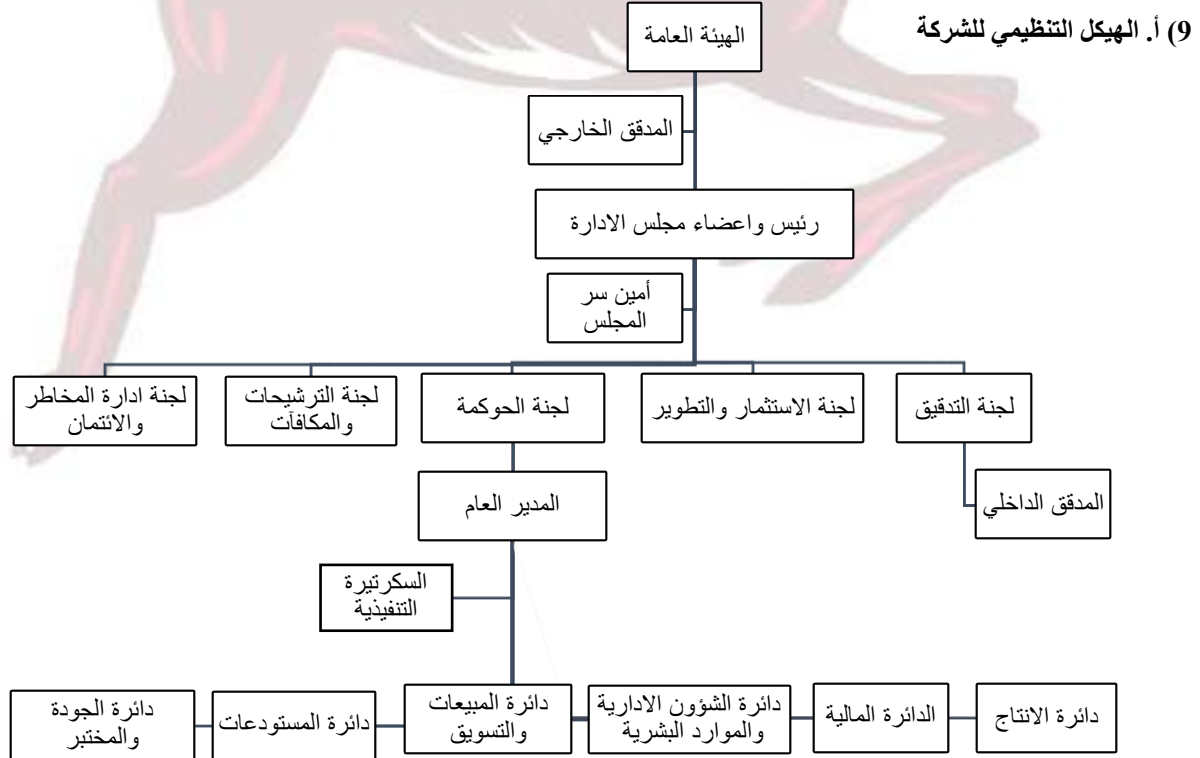 9) أ. الهيكل التنظيمي للشركة
الهيئة العامة
المدقق الخارجي
رئيس واعضاء مجلس الادارة
أمين سر
المجلس
لجنة التدقيق
لجنة الاستثمار والتطوير
لجنة الحوكمة
لجنة الترشيحات
والمكافآت
لجنة ادارة المخاطر
والائتمان
المدقق الداخلي
المدير العام
السكرتيرة
التنفيذية
دائرة الانتاج
الدائرة المالية
دائرة الشؤون الادارية
والموارد البشرية
دائرة المبيعات
والتسويق
دائرة المستودعات
دائرة الجودة
والمختبر